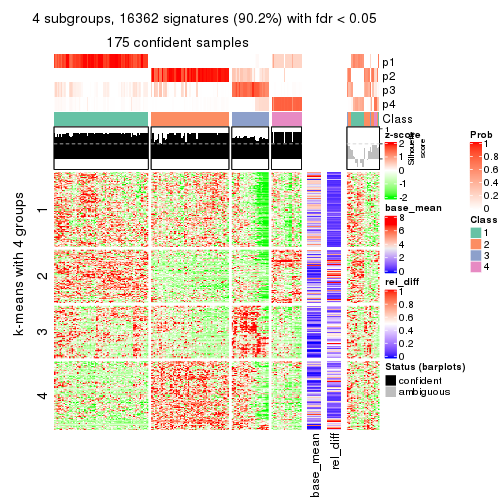 4 subgroups, 16362 signatures (90.2%) with fdr < 0.05
175 confident samples
p1
p2
p3
p4
Class
1
Silhouette score
z-score
2
1
0
-1
-2
Prob
1
0.8
0.6
0.4
0.2
0
base_mean
8
6
4
2
0
Class
1
2
3
4
rel_diff
1
0.8
0.6
0.4
0.2
0
Status (barplots)
confident
ambiguous
k-means with 4 groups
1
2
3
4
base_mean
rel_diff